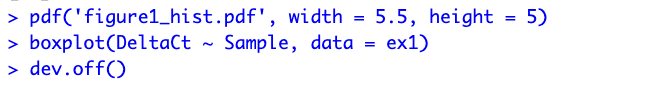 > pdf('figure1_hist.pdf', width = 5.5, height = 5)
> boxplot(DeltaCt ~ Sample, data = ex1)
> dev.off()